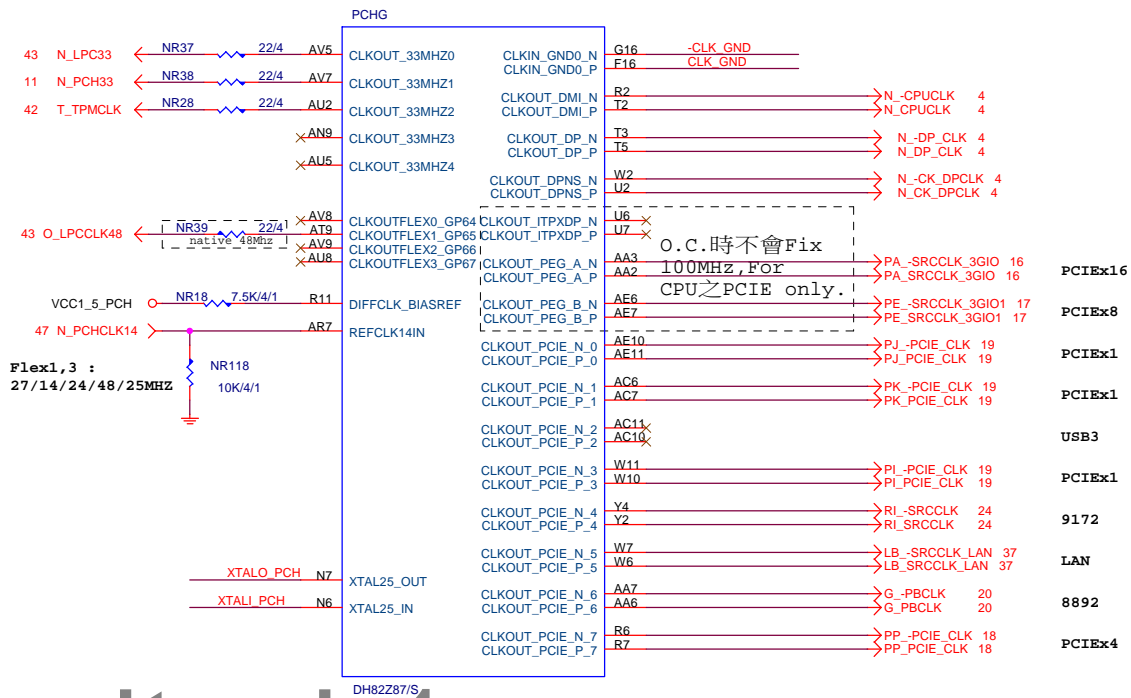 PCHG
43 N_LPC33 NR37 22/4 AV5 CLKOUT_33MHZ0
11 N_PCH33 NR38 22/4 AV7 CLKOUT_33MHZ1
42 T_TPMCLK NR28 22/4 AU2 CLKOUT_33MHZ2
AN9 CLKOUT_33MHZ3
AU5 CLKOUT_33MHZ4
AV8 CLKOUTFLEX0_GP64
43 O_LPCCLK48 NR39 22/4 AT9 CLKOUTFLEX1_GP65
native 48Mhz
AV9 CLKOUTFLEX2_GP66
AU8 CLKOUTFLEX3_GP67
VCC1_5_PCH NR18 7.5K/4/1 R11 DIFFCLK_BIASREF
47 N_PCHCLK14 AR7 REFCLK14IN
Flex1,3 :
27/14/24/48/25MHZ
NR118
10K/4/1
XTALO_PCH N7 XTAL25_OUT
XTALI_PCH N6 XTAL25_IN
CLKIN_GND0_N G16 -CLK_GND
CLKIN_GND0_P F16 CLK_GND
CLKOUT_DMI_N R2 N_-CPUCLK 4
CLKOUT_DMI_P T2 N_CPUCLK 4
CLKOUT_DP_N T3 N_-DP_CLK 4
CLKOUT_DP_P T5 N_DP_CLK 4
CLKOUT_DPNS_N W2 N_-CK_DPCLK 4
CLKOUT_DPNS_P U2 N_CK_DPCLK 4
CLKOUT_ITPXDP_N U6
CLKOUT_ITPXDP_P U7
O.C.時不會Fix
100MHz,For
CPU之PCIE only.
CLKOUT_PEG_A_N AA3 PA_-SRCCLK_3GIO 16
CLKOUT_PEG_A_P AA2 PA_SRCCLK_3GIO 16
PCIEx16
CLKOUT_PEG_B_N AE6 PE_-SRCCLK_3GIO1 17
CLKOUT_PEG_B_P AE7 PE_SRCCLK_3GIO1 17
PCIEx8
CLKOUT_PCIE_N_0 AE10 PJ_-PCIE_CLK 19
CLKOUT_PCIE_P_0 AE11 PJ_PCIE_CLK 19
PCIEx1
CLKOUT_PCIE_N_1 AC6 PK_-PCIE_CLK 19
CLKOUT_PCIE_P_1 AC7 PK_PCIE_CLK 19
PCIEx1
CLKOUT_PCIE_N_2 AC11
CLKOUT_PCIE_P_2 AC10
USB3
CLKOUT_PCIE_N_3 W11 PI_-PCIE_CLK 19
CLKOUT_PCIE_P_3 W10 PI_PCIE_CLK 19
PCIEx1
CLKOUT_PCIE_N_4 Y4 RI_-SRCCLK 24
CLKOUT_PCIE_P_4 Y2 RI_SRCCLK 24
9172
CLKOUT_PCIE_N_5 W7 LB_-SRCCLK_LAN 37
CLKOUT_PCIE_P_5 W6 LB_SRCCLK_LAN 37
LAN
CLKOUT_PCIE_N_6 AA7 G_-PBCLK 20
CLKOUT_PCIE_P_6 AA6 G_PBCLK 20
8892
CLKOUT_PCIE_N_7 R6 PP_-PCIE_CLK 18
CLKOUT_PCIE_P_7 R7 PP_PCIE_CLK 18
PCIEx4
DH82Z87/S